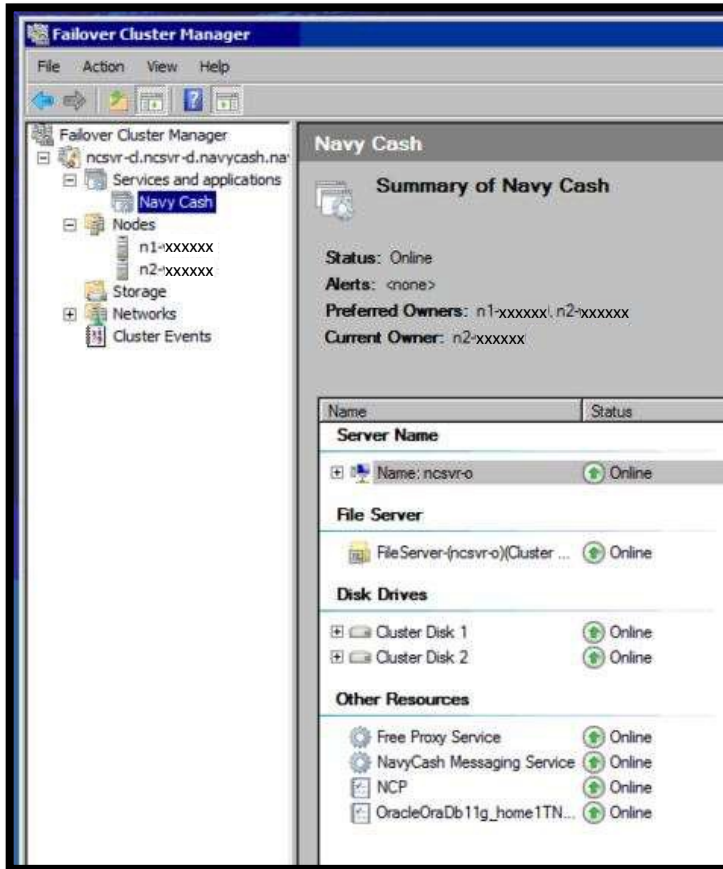 Failover Cluster Manager
File Action View Help
Failover Cluster Manager
ncsvr-d.ncsvr-d.navycash.na
Services and applications
Navy Cash
Nodes
n1-xxxxxx
n2-xxxxxx
Storage
Networks
Cluster Events
Navy Cash
Summary of Navy Cash
Status: Online
Alerts: <none>
Preferred Owners: n1-xxxxxx, n2-xxxxxx
Current Owner: n2-xxxxxx
Name Status
Server Name
Name: ncsvr-o Online
File Server
FileServer-(ncsvr-o)(Cluster ... Online
Disk Drives
Cluster Disk 1 Online
Cluster Disk 2 Online
Other Resources
Free Proxy Service Online
NavyCash Messaging Service Online
NCP Online
OracleOraDb11g_home1TN... Online